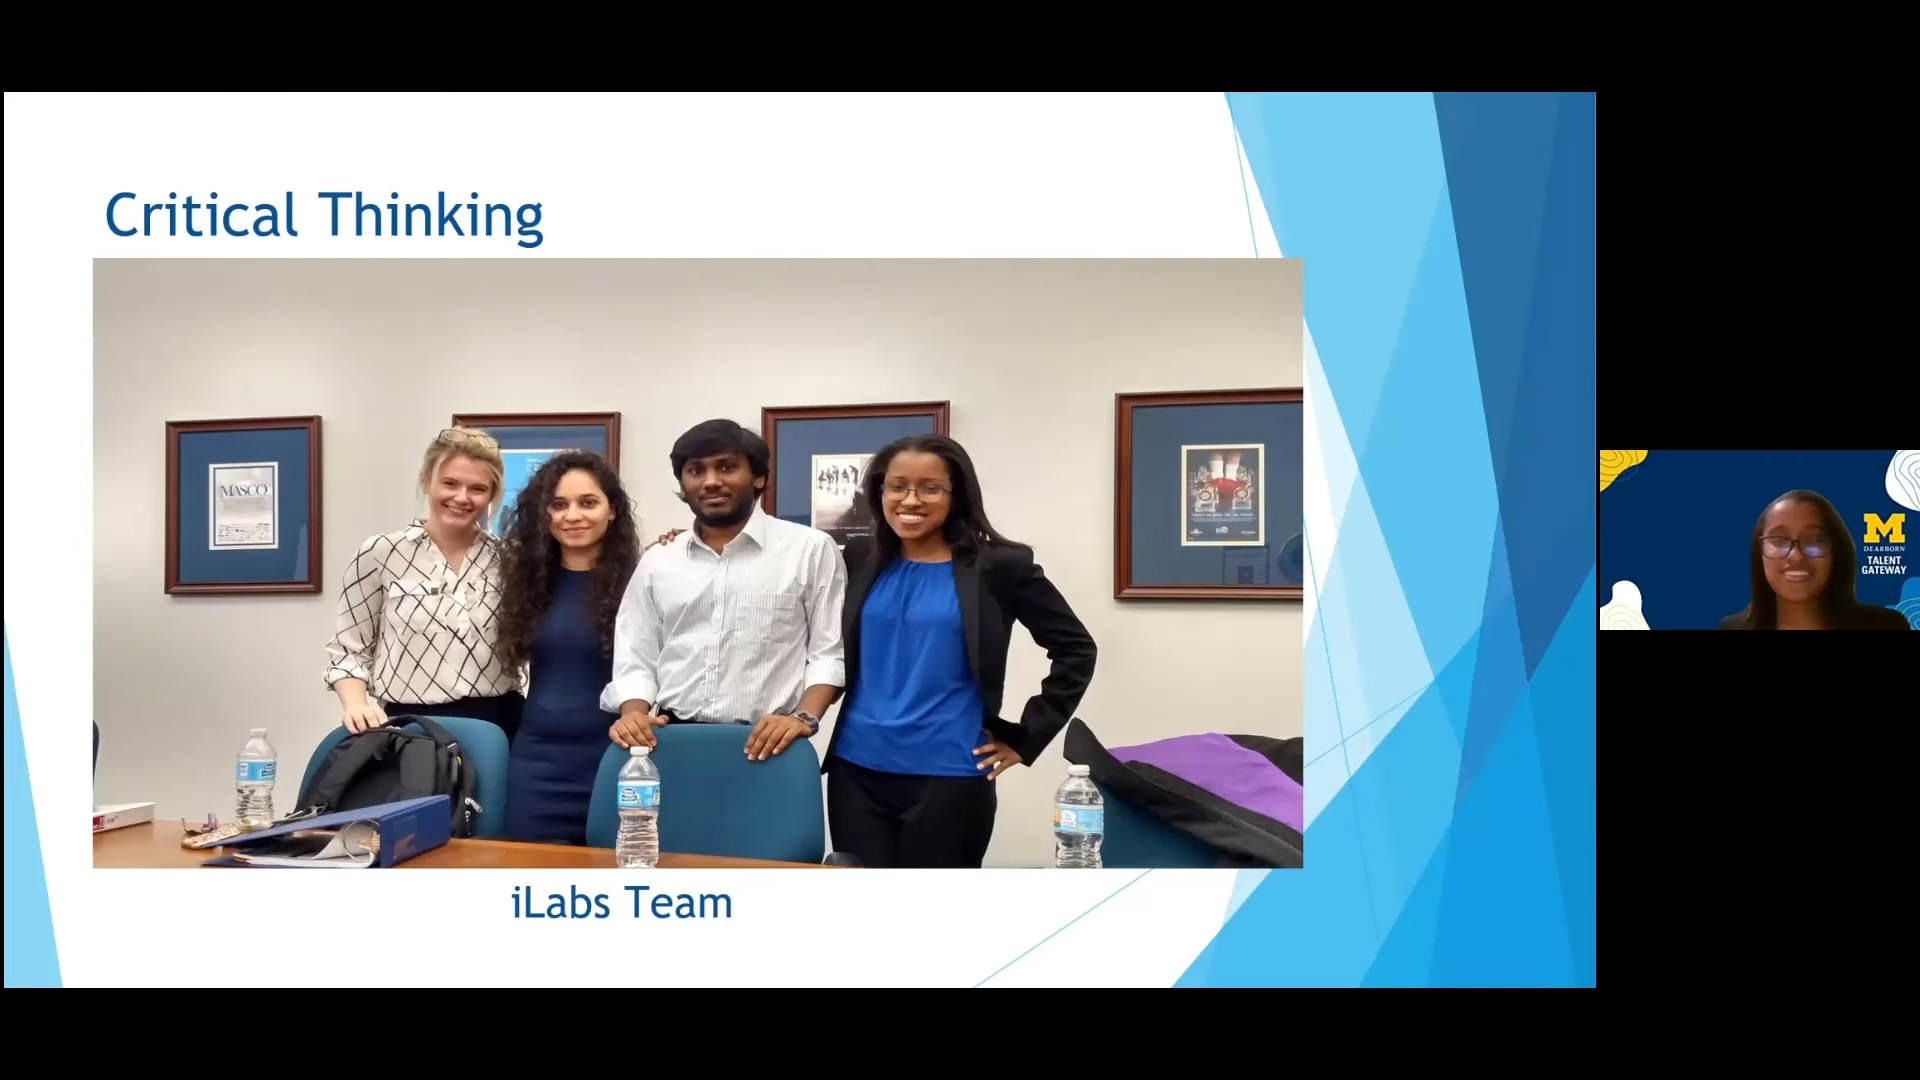 Critical Thinking
MASCO
iLabs Team
M
DEARBORN
TALENT
GATEWAY